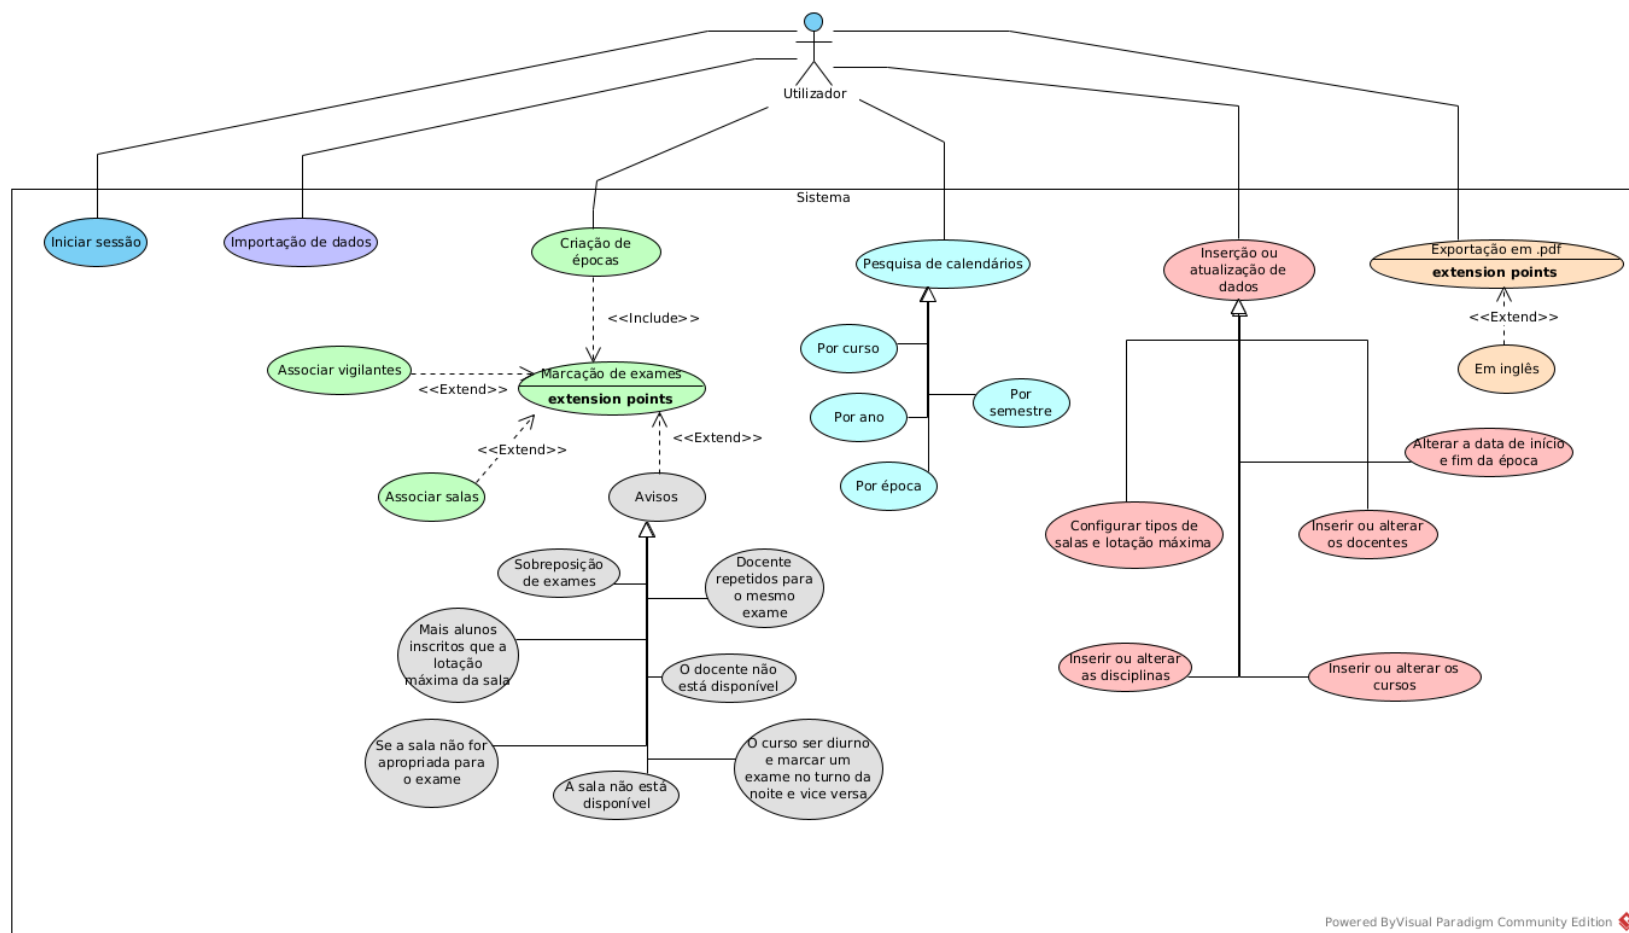 Utilizador
Sistema
Iniciar sessão
Importação de dados
Criação de
épocas
Pesquisa de calendários
Inserção ou
atualização de
dados
Exportação em .pdf
extension points
<<Include>>
<<Extend>>
Associar vigilantes
<<Extend>>
Marcação de exames
extension points
Por curso
Em inglês
Por ano
Por
semestre
<<Extend>>
<<Extend>>
Alterar a data de início
e fim da época
Associar salas
Avisos
Por época
Configurar tipos de
salas e lotação máxima
Inserir ou alterar
os docentes
Sobreposição
de exames
Docente
repetidos para
o mesmo
exame
Mais alunos
inscritos que a
lotação
máxima da sala
O docente não
está disponível
Inserir ou alterar
as disciplinas
Inserir ou alterar os
cursos
Se a sala não for
apropriada para
o exame
O curso ser diurno
e marcar um
exame no turno da
noite e vice versa
A sala não está
disponível
Powered ByVisual Paradigm Community Edition